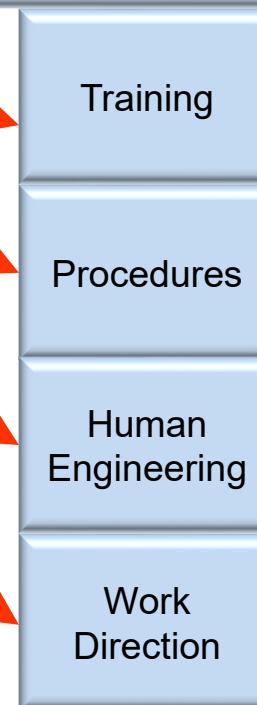 Training
Procedures
Human
Engineering
Work
Direction